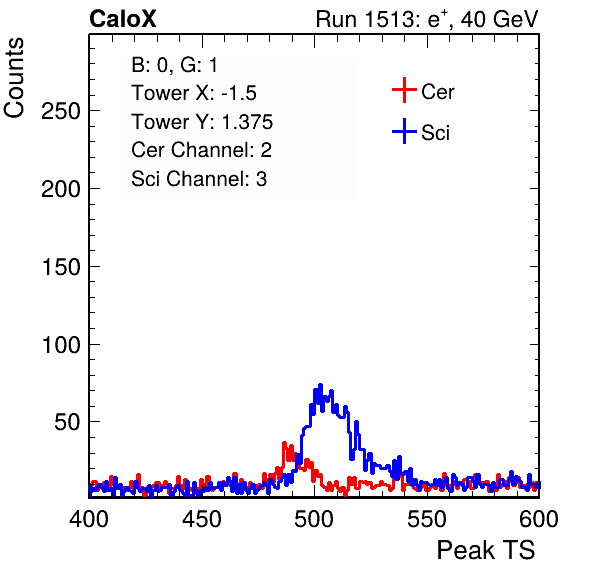 CaloX Run 1513: e⁺, 40 GeV
Counts
B: 0, G: 1
Tower X: -1.5
Tower Y: 1.375
Cer Channel: 2
Sci Channel: 3
Cer
Sci
250
200
150
100
50
400 450 500 550 600
Peak TS